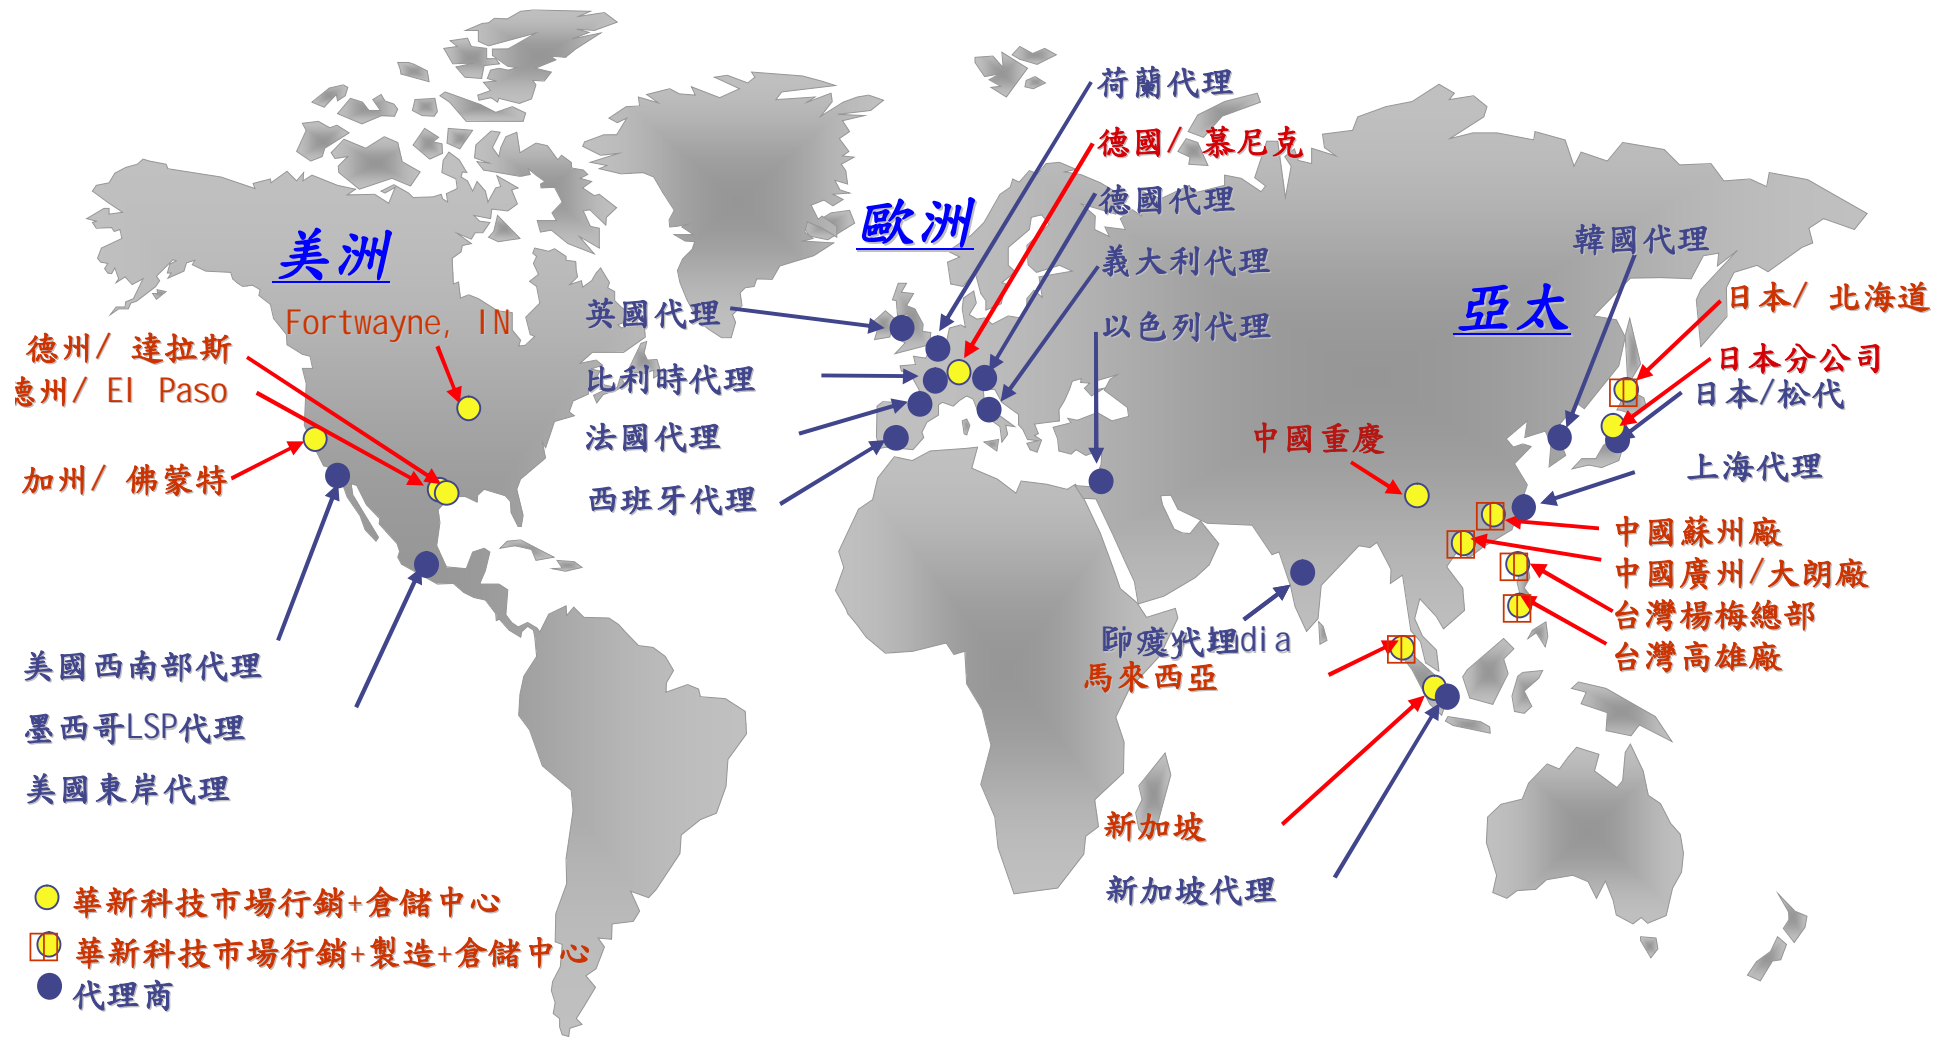 美洲
Fortwayne, IN
德州/ 達拉斯
德州/ El Paso
加州/ 佛蒙特
美國西南部代理
墨西哥LSP代理
美國東岸代理
歐洲
荷蘭代理
德國/ 慕尼克
德國代理
義大利代理
以色列代理
英國代理
比利時代理
法國代理
西班牙代理
亞太
韓國代理
日本/ 北海道
日本分公司
日本/松代
上海代理
中國重慶
中國蘇州廠
中國廣州/大朗廠
台灣楊梅總部
台灣高雄廠
印度代理
馬來西亞
新加坡
新加坡代理
華新科技市場行銷+倉儲中心
華新科技市場行銷+製造+倉儲中心
代理商